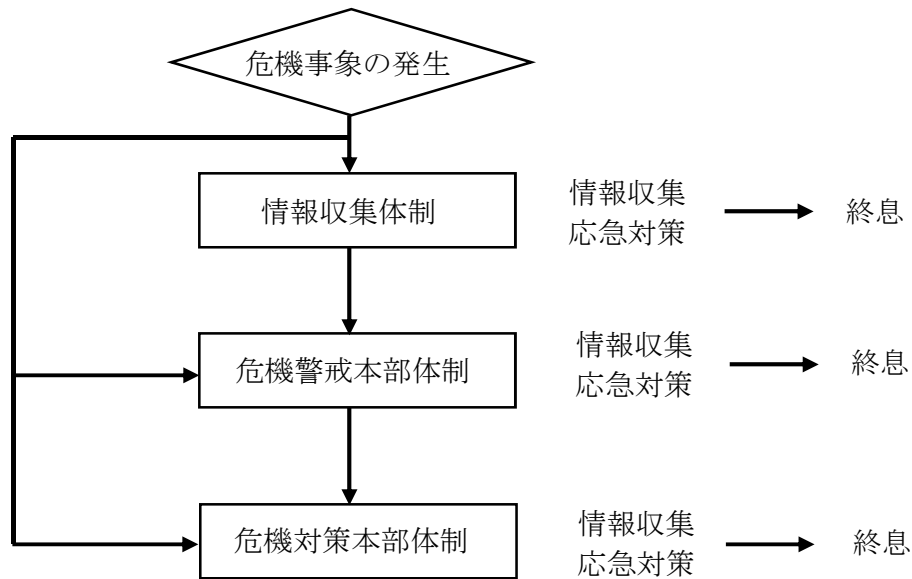 危機事象の発生
情報収集体制
情報収集
応急対策
終息
危機警戒本部体制
情報収集
応急対策
終息
危機対策本部体制
情報収集
応急対策
終息